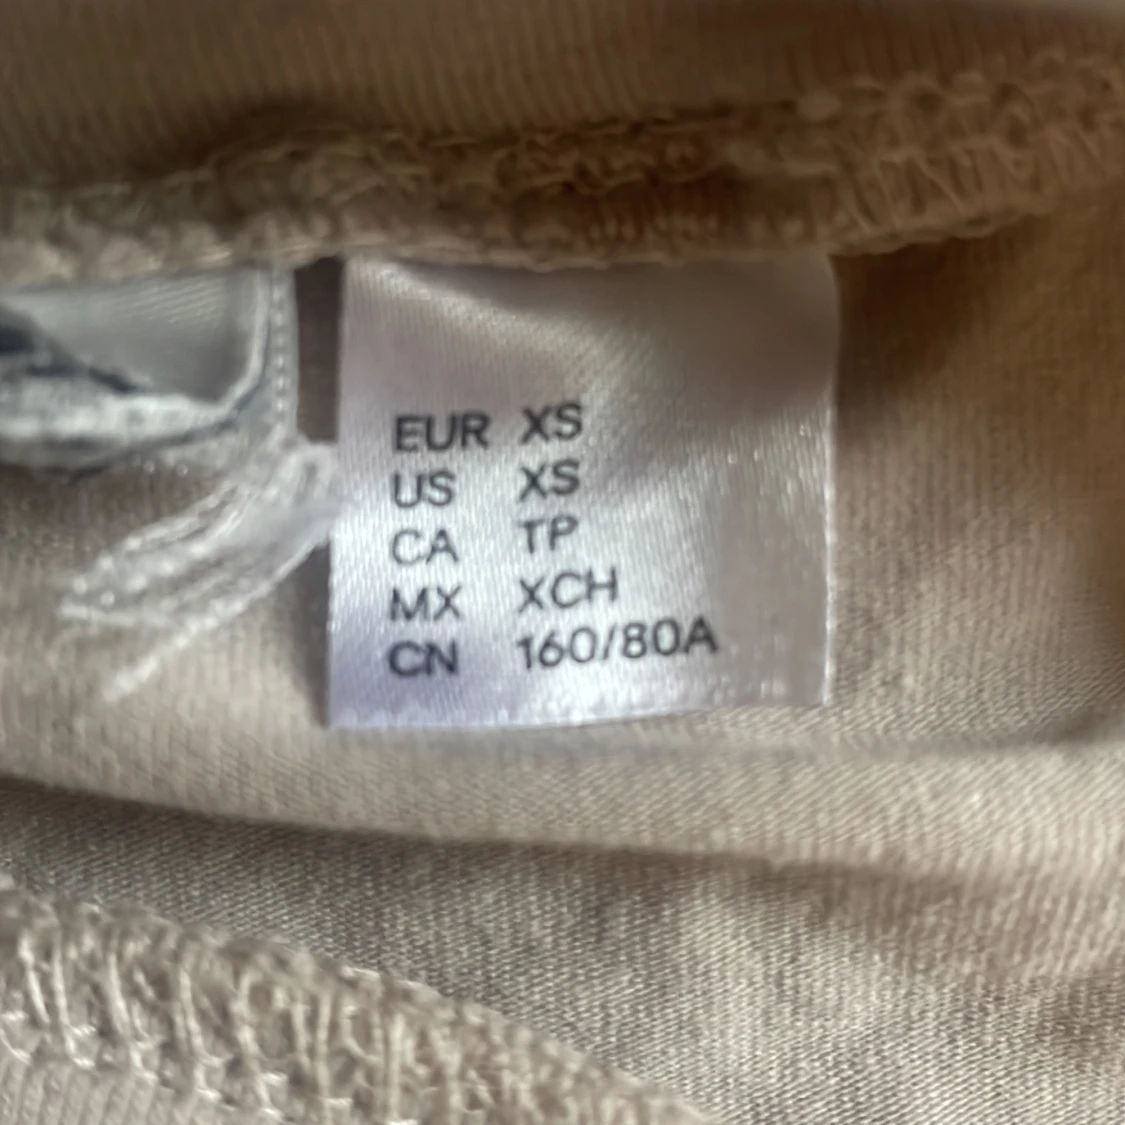 EUR XS
US XS
CA TP
MX XCH
CN 160/80A